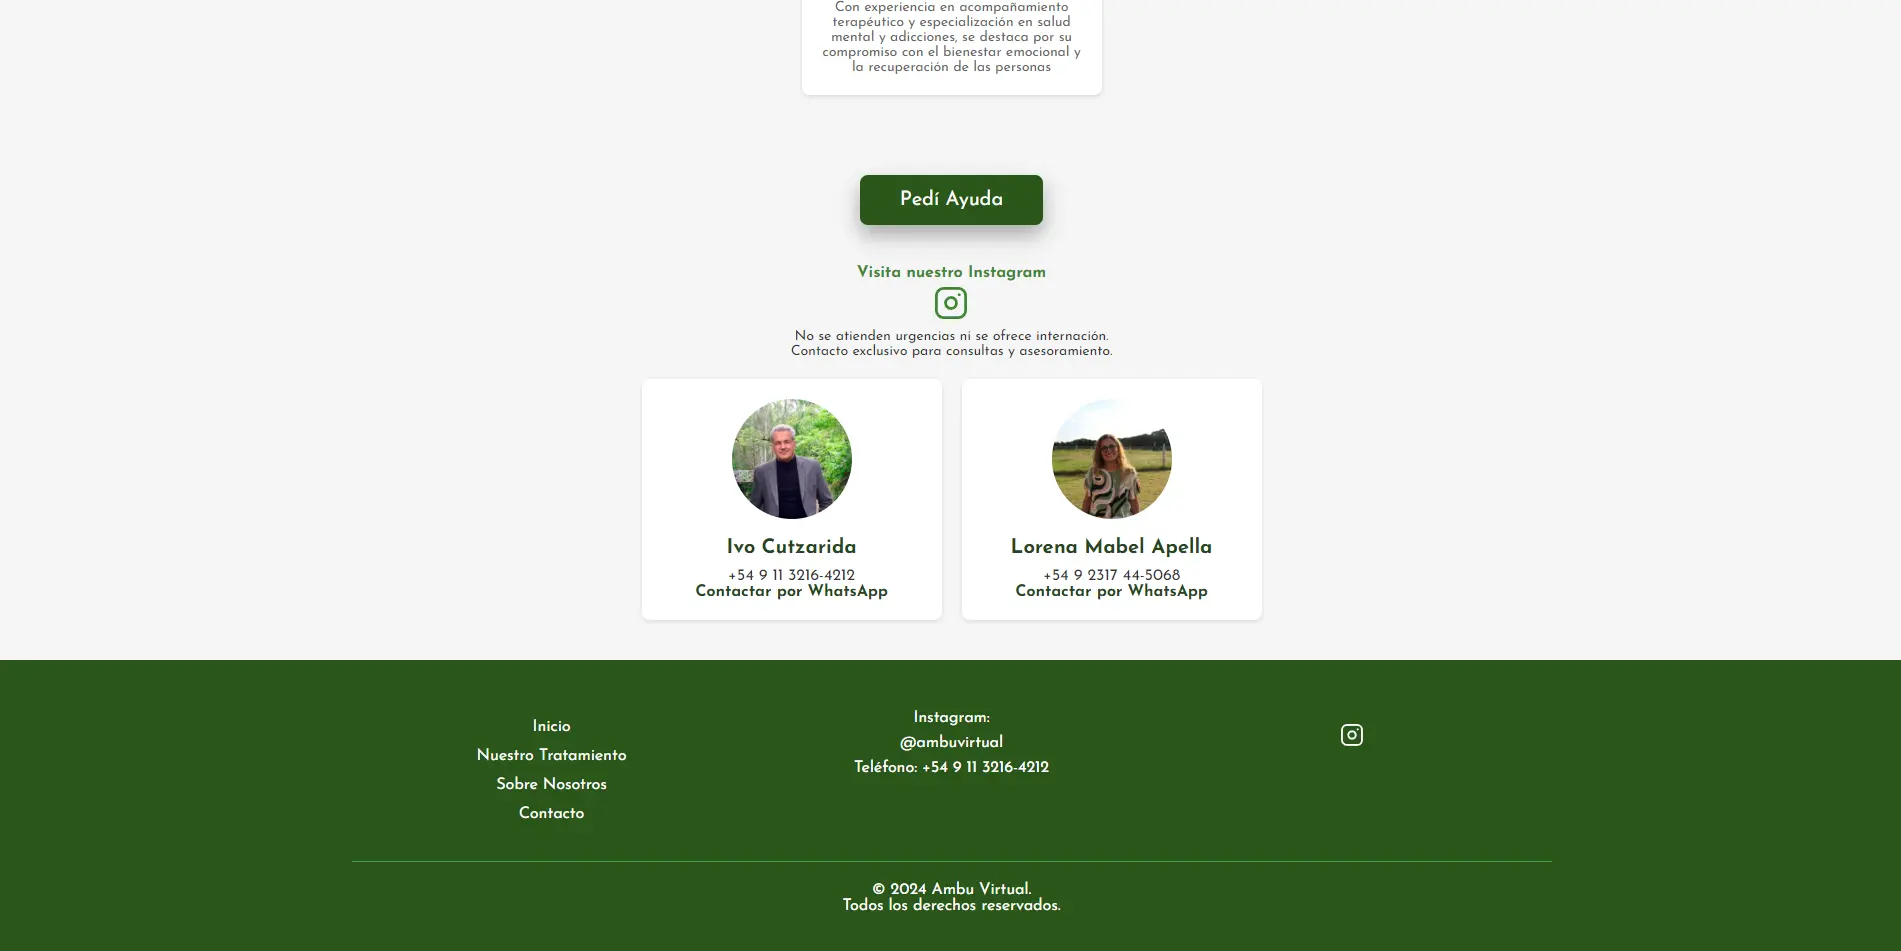 Con experiencia en acompañamiento
terapéutico y especialización en salud
mental y adicciones, se destaca por su
compromiso con el bienestar emocional y
la recuperación de las personas
Pedí Ayuda
Visita nuestro Instagram
No se atienden urgencias ni se ofrece internación.
Contacto exclusivo para consultas y asesoramiento.
Ivo Cutzarida
+54 9 11 3216-4212
Contactar por WhatsApp
Lorena Mabel Apella
+54 9 2317 44-5068
Contactar por WhatsApp
Inicio
Nuestro Tratamiento
Sobre Nosotros
Contacto
Instagram:
@ambuvirtual
Teléfono: +54 9 11 3216-4212
© 2024 Ambu Virtual.
Todos los derechos reservados.